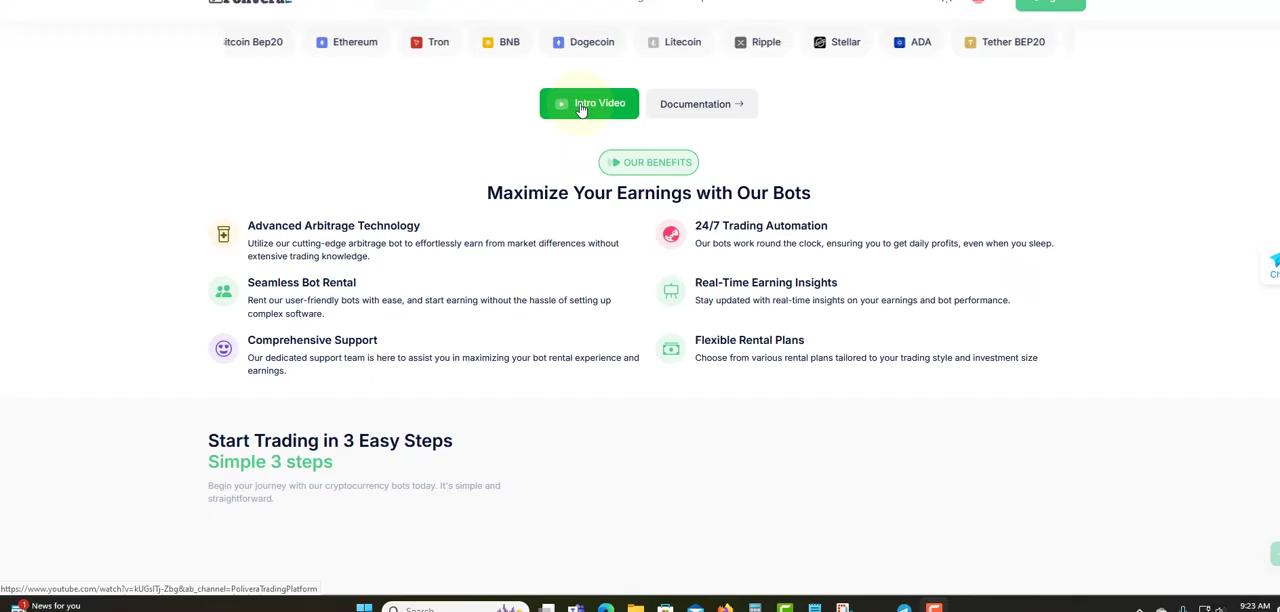 Polivera
itcoin Bep20 Ethereum Tron BNB Dogecoin Litecoin Ripple Stellar ADA Tether BEP20
Intro Video Documentation →
OUR BENEFITS
Maximize Your Earnings with Our Bots
Advanced Arbitrage Technology
Utilize our cutting-edge arbitrage bot to effortlessly earn from market differences without
extensive trading knowledge.
24/7 Trading Automation
Our bots work round the clock, ensuring you to get daily profits, even when you sleep.
Seamless Bot Rental
Rent our user-friendly bots with ease, and start earning without the hassle of setting up
complex software.
Real-Time Earning Insights
Stay updated with real-time insights on your earnings and bot performance.
Comprehensive Support
Our dedicated support team is here to assist you in maximizing your bot rental experience and
earnings.
Flexible Rental Plans
Choose from various rental plans tailored to your trading style and investment size
Ch
Start Trading in 3 Easy Steps
Simple 3 steps
Begin your journey with our cryptocurrency bots today. It's simple and
straightforward.
https://www.youtube.com/watch?v=kUGsITj-Zbg&ab_channel=PoliveraTradingPlatform
1 News for you
Search
9:23 AM